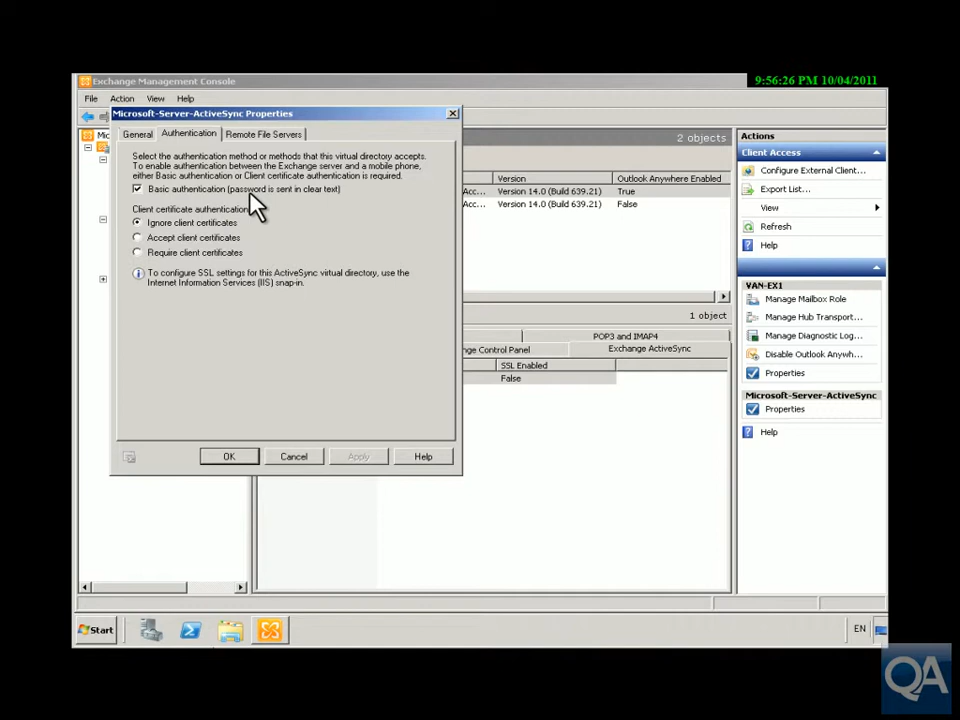 Exchange Management Console
9:56:26 PM 10/04/2011
File Action View Help
Microsoft-Server-ActiveSync Properties
General Authentication Remote File Servers
Select the authentication method or methods that this virtual directory accepts.
To enable authentication between the Exchange server and a mobile phone,
either Basic authentication or Client certificate authentication is required.
Basic authentication (password is sent in clear text)
Client certificate authentication
Ignore client certificates
Accept client certificates
Require client certificates
To configure SSL settings for this ActiveSync virtual directory, use the
Internet Information Services (IIS) snap-in.
OK Cancel Apply Help
2 objects
Version Outlook Anywhere Enabled
Acc... Version 14.0 (Build 639.21) True
Acc... Version 14.0 (Build 639.21) False
1 object
POP3 and IMAP4
nge Control Panel Exchange ActiveSync
SSL Enabled
False
Actions
Client Access
Configure External Client...
Export List...
View
Refresh
Help
VAN-EX1
Manage Mailbox Role
Manage Hub Transport...
Manage Diagnostic Log...
Disable Outlook Anywh...
Properties
Microsoft-Server-ActiveSync
Properties
Help
Start
EN
QA